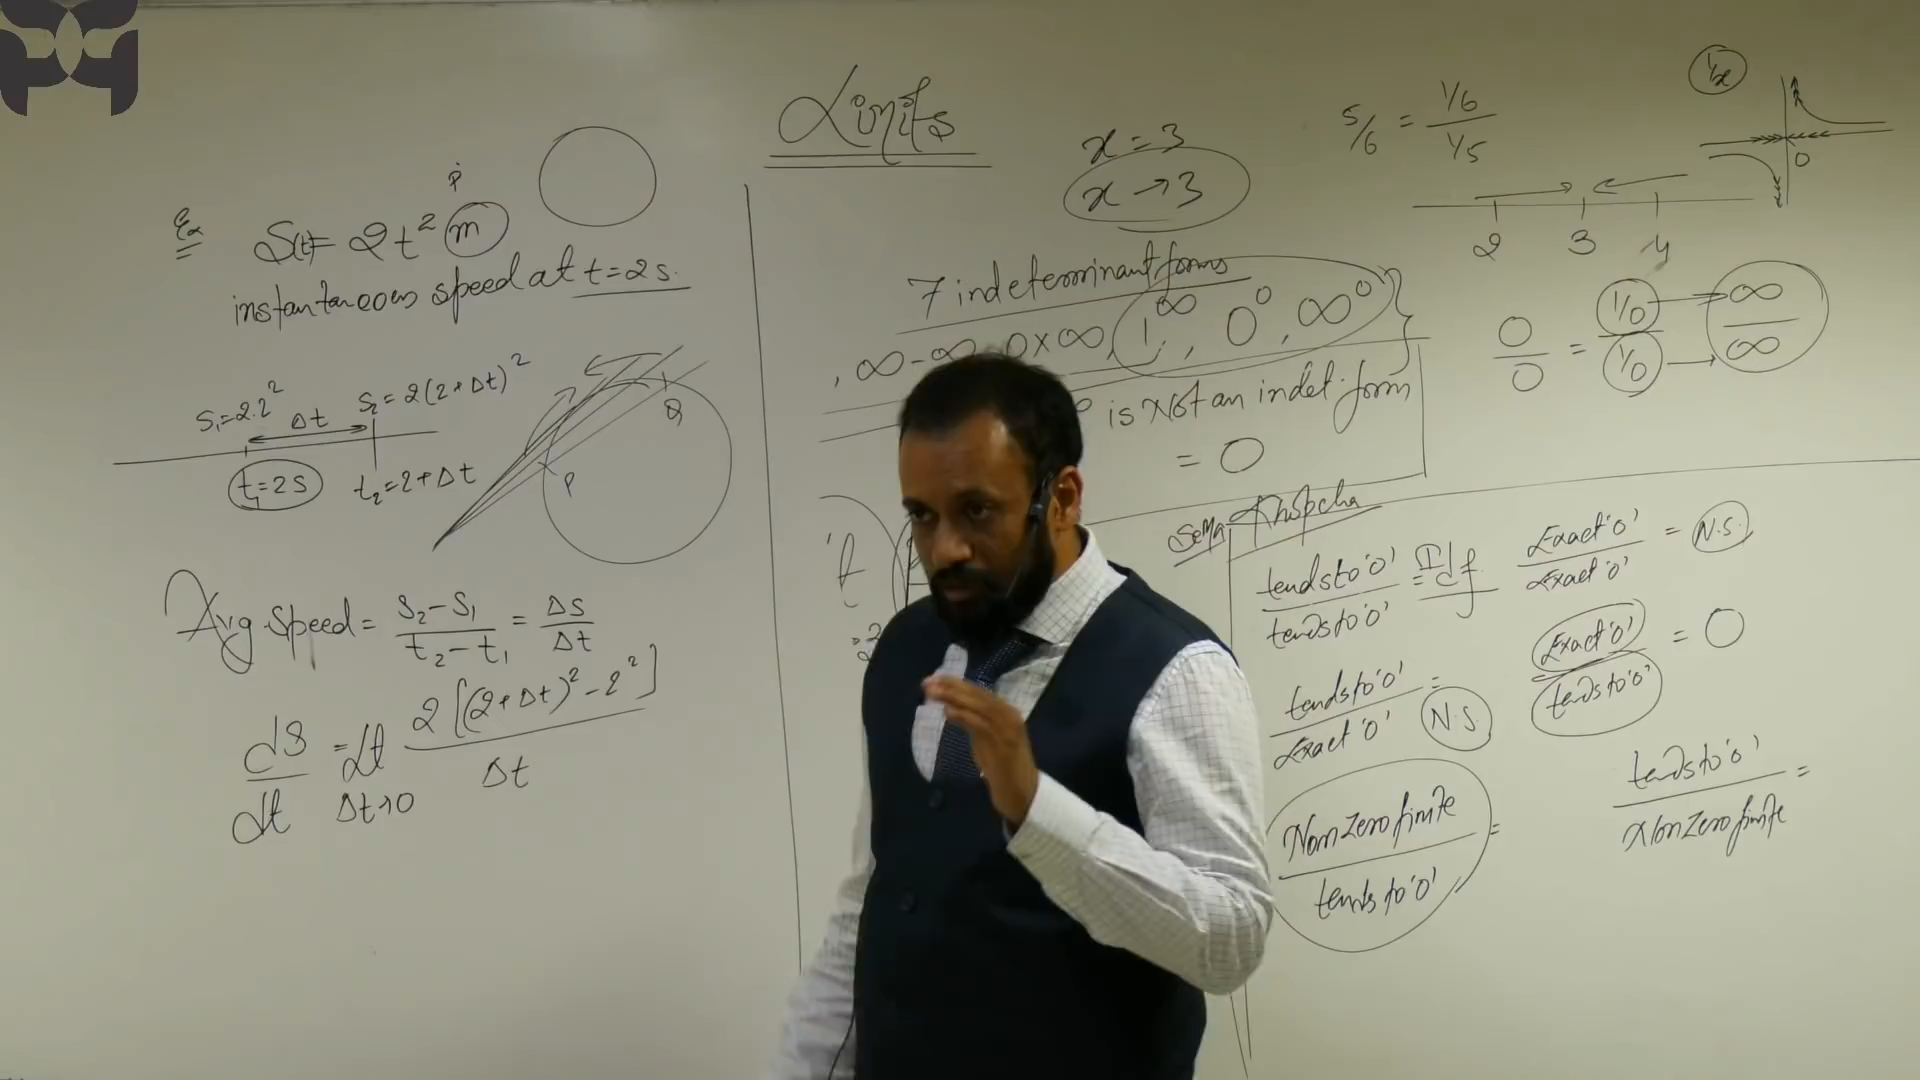 Limits
Ex S(t) = 2t² m
P
instantaneous speed at t = 2s.
S₁ = 2·2²
Δt
S₂ = 2(2+Δt)²
t₁ = 2s
t₂ = 2+Δt
P
Q
Avg Speed = S₂ - S₁ / t₂ - t₁ = Δs / Δt
dS / dt = Lt Δt→0 2[(2+Δt)² - 2²] / Δt
x = 3
x → 3
7 indeterminant forms
, ∞-∞, 0×∞, 1^∞, 0⁰, ∞⁰
is Not an indet. form
= 0
5/6 = 1/6 / 1/5
1/x
0
2 3 4
0/0 = 1/0 / 1/0 → ∞/∞
tends to '0' / tends to '0' = Idf
Exact '0' / Exact '0' = N.S.
tends to '0' / Exact '0' = N.S.
Exact '0' / tends to '0' = 0
Non zero finite / tends to '0' =
tends to '0' / Non zero finite =